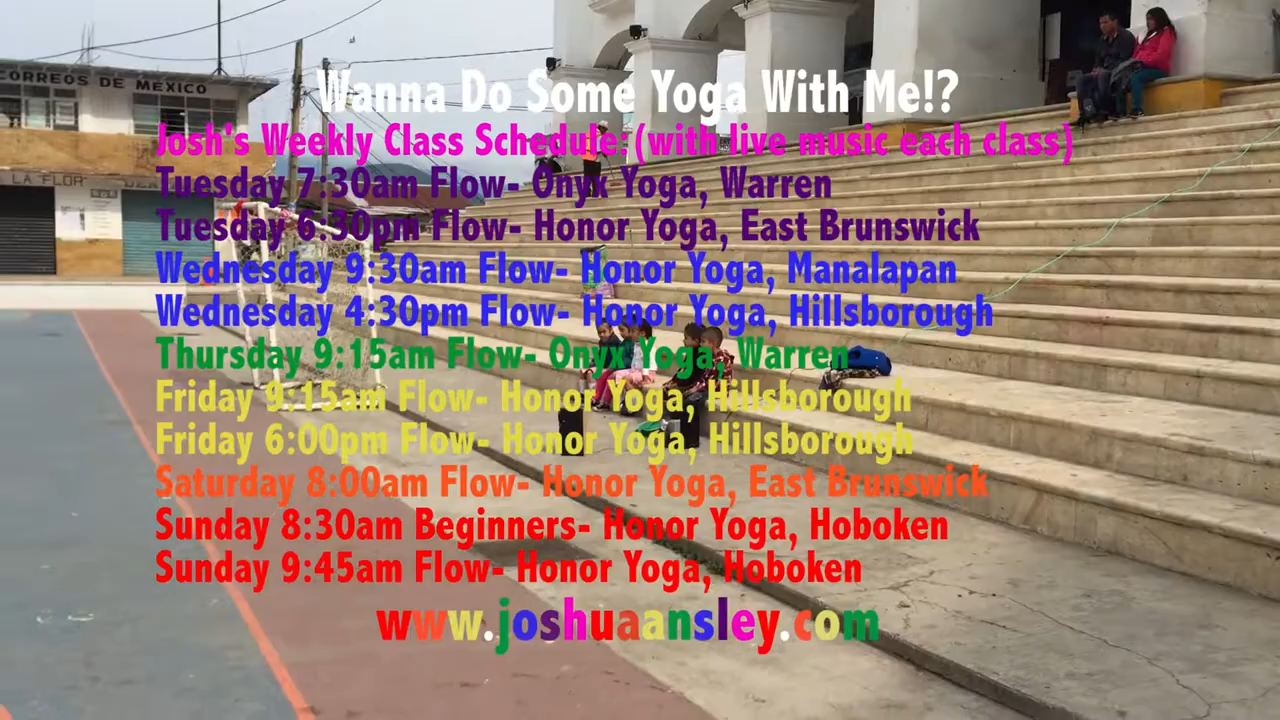 CORREOS DE MEXICO
LA FLOR
Wanna Do Some Yoga With Me!?
Josh's Weekly Class Schedule:(with live music each class)
Tuesday 7:30am Flow- Onyx Yoga, Warren
Tuesday 6:30pm Flow- Honor Yoga, East Brunswick
Wednesday 9:30am Flow- Honor Yoga, Manalapan
Wednesday 4:30pm Flow- Honor Yoga, Hillsborough
Thursday 9:15am Flow- Onyx Yoga, Warren
Friday 9:15am Flow- Honor Yoga, Hillsborough
Friday 6:00pm Flow- Honor Yoga, Hillsborough
Saturday 8:00am Flow- Honor Yoga, East Brunswick
Sunday 8:30am Beginners- Honor Yoga, Hoboken
Sunday 9:45am Flow- Honor Yoga, Hoboken
www.joshuaansley.com